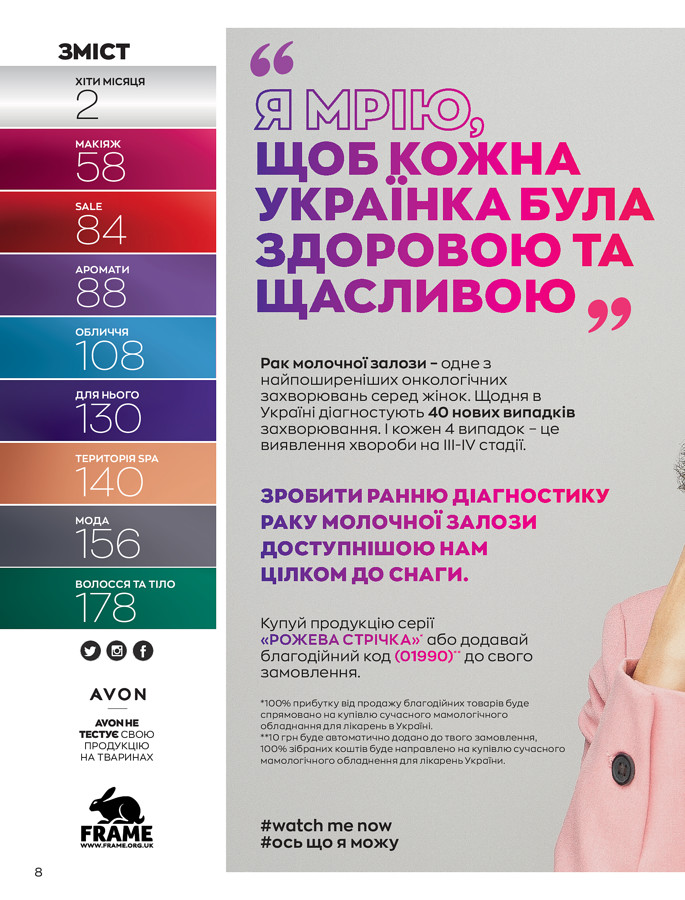 ЗМІСТ
ХІТИ МІСЯЦЯ
2
МАКІЯЖ
58
SALE
84
АРОМАТИ
88
ОБЛИЧЧЯ
108
ДЛЯ НЬОГО
130
ТЕРИТОРІЯ SPA
140
МОДА
156
ВОЛОССЯ ТА ТІЛО
178
AVON
AVON НЕ
ТЕСТУЄ СВОЮ
ПРОДУКЦІЮ
НА ТВАРИНАХ
FRAME
WWW.FRAME.ORG.UK
8
“
Я МРІЮ,
ЩОБ КОЖНА
УКРАЇНКА БУЛА
ЗДОРОВОЮ ТА
ЩАСЛИВОЮ „
Рак молочної залози – одне з
найпоширеніших онкологічних
захворювань серед жінок. Щодня в
Україні діагностують 40 нових випадків
захворювання. І кожен 4 випадок – це
виявлення хвороби на III-IV стадії.
ЗРОБИТИ РАННЮ ДІАГНОСТИКУ
РАКУ МОЛОЧНОЇ ЗАЛОЗИ
ДОСТУПНІШОЮ НАМ
ЦІЛКОМ ДО СНАГИ.
Купуй продукцію серії
«РОЖЕВА СТРІЧКА»* або додавай
благодійний код (01990)** до свого
замовлення.
*100% прибутку від продажу благодійних товарів буде
спрямовано на купівлю сучасного мамологічного
обладнання для лікарень в Україні.
**10 грн буде автоматично додано до твого замовлення,
100% зібраних коштів буде направлено на купівлю сучасного
мамологічного обладнення для лікарень України.
#watch me now
#ось що я можу